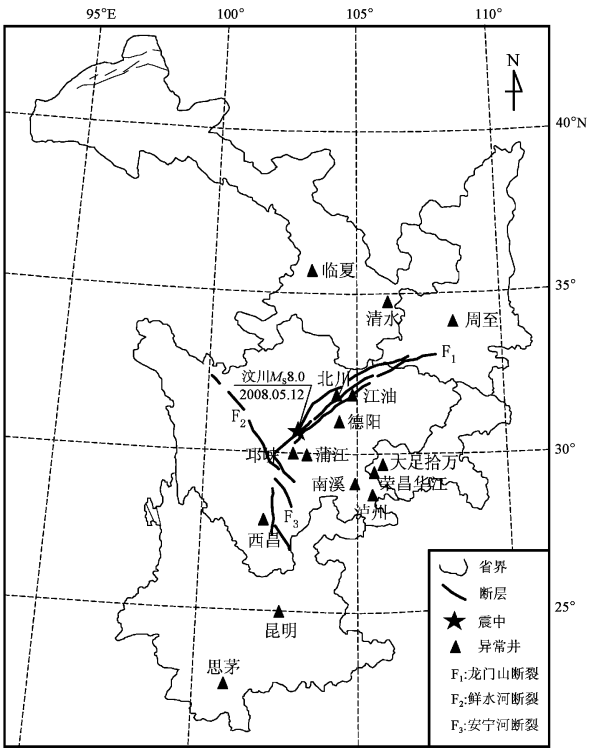 95°E
100°
105°
110°
N
40°N
临夏
35°
清水
周至
F₁
汶川Mₛ8.0
2008.05.12
北川
江油
F₂
德阳
30°
邛崃
蒲江
天足拾万
南溪
荣昌华江
泸州
F₃
西昌
25°
昆明
思茅
省界
断层
震中
异常井
F₁:龙门山断裂
F₂:鲜水河断裂
F₃:安宁河断裂